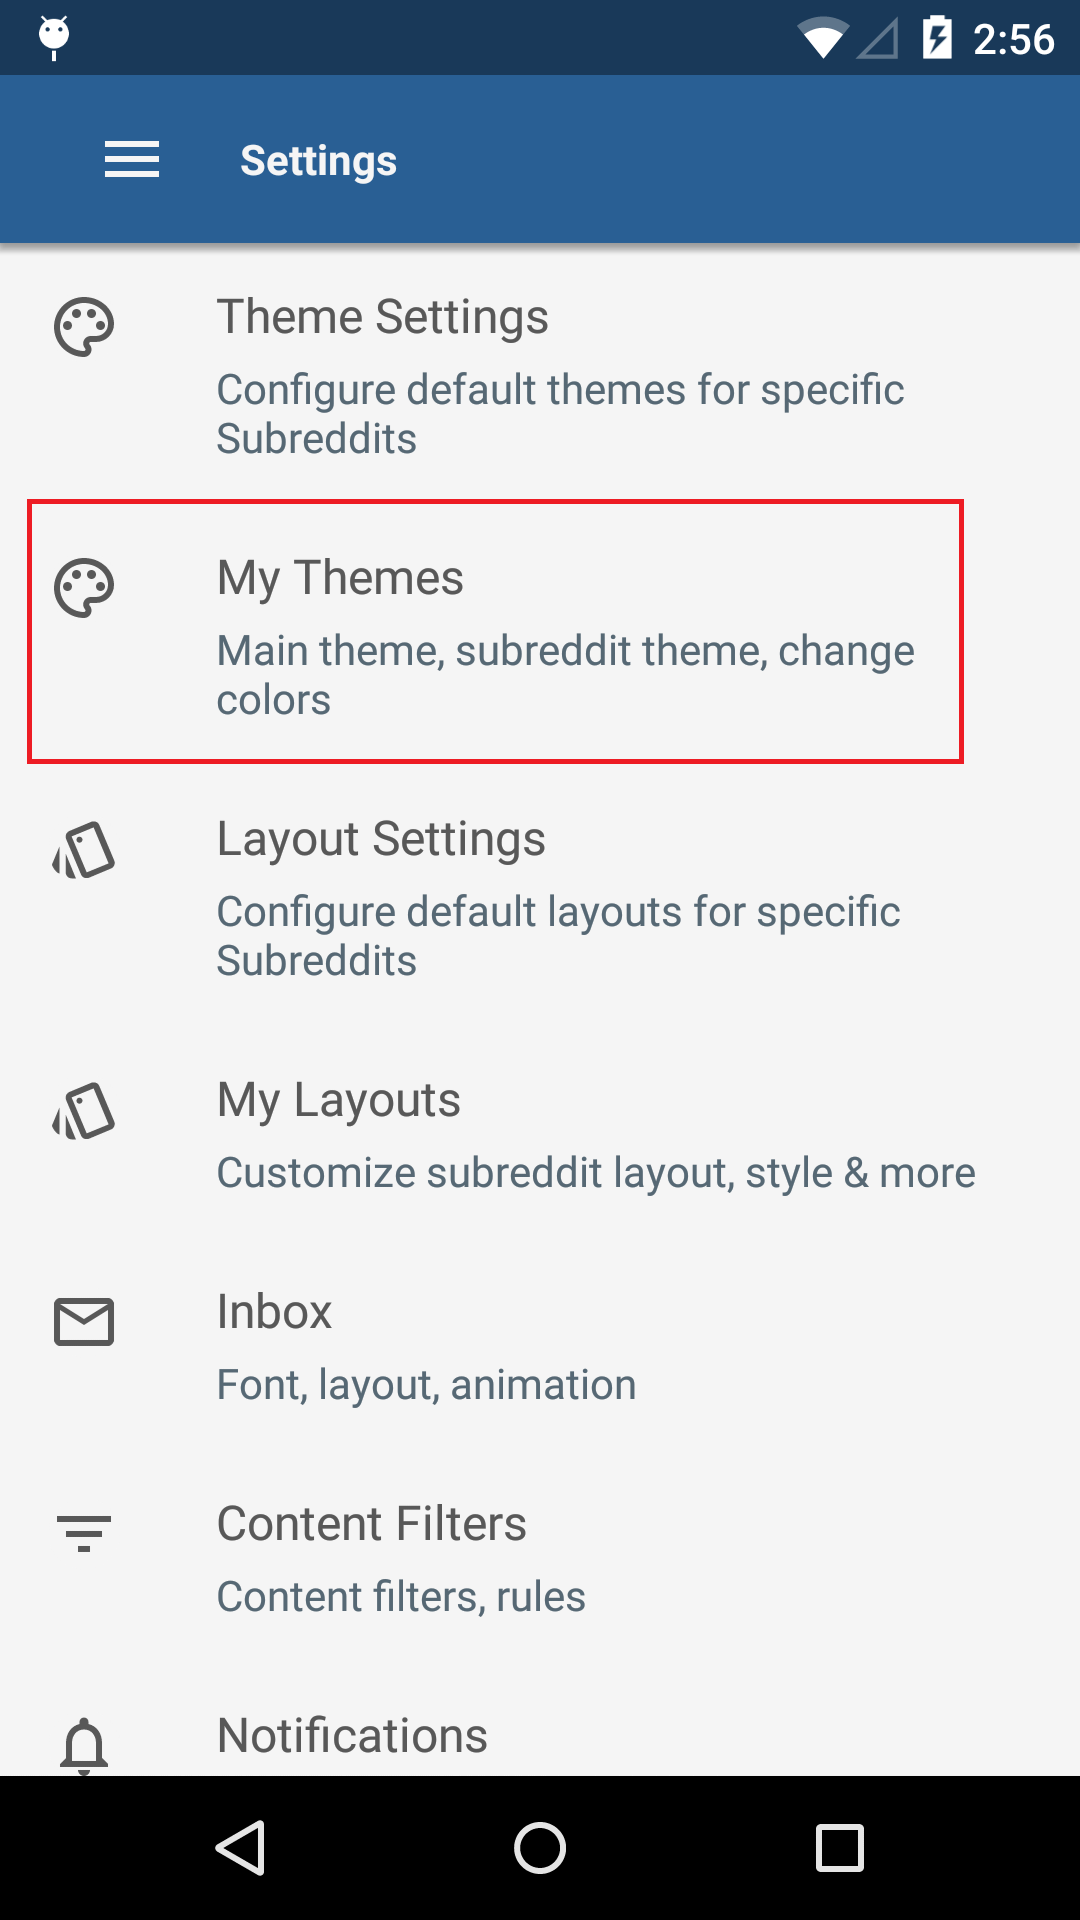 2:56
Settings
Theme Settings
Configure default themes for specific
Subreddits
My Themes
Main theme, subreddit theme, change
colors
Layout Settings
Configure default layouts for specific
Subreddits
My Layouts
Customize subreddit layout, style & more
Inbox
Font, layout, animation
Content Filters
Content filters, rules
Notifications